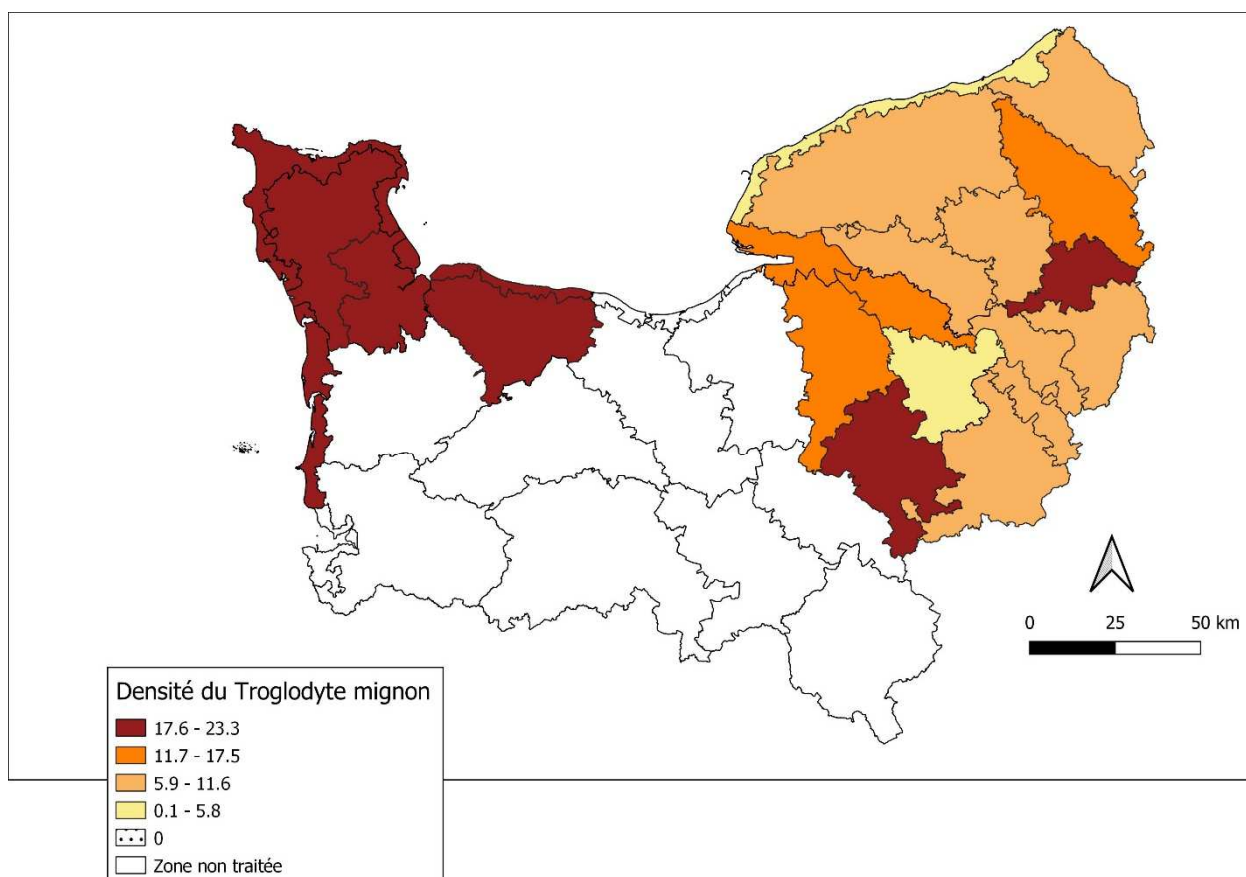 0 25 50 km
Densité du Troglodyte mignon
17.6 - 23.3
11.7 - 17.5
5.9 - 11.6
0.1 - 5.8
0
Zone non traitée